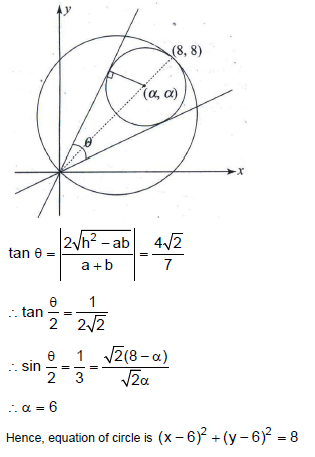 y
(8, 8)
(α, α)
θ
x
tan θ = |2√(h² – ab) / (a + b)| = 4√2 / 7
∴ tan θ/2 = 1 / (2√2)
∴ sin θ/2 = 1/3 = √2(8 – α) / (√2α)
∴ α = 6
Hence, equation of circle is (x – 6)² + (y – 6)² = 8